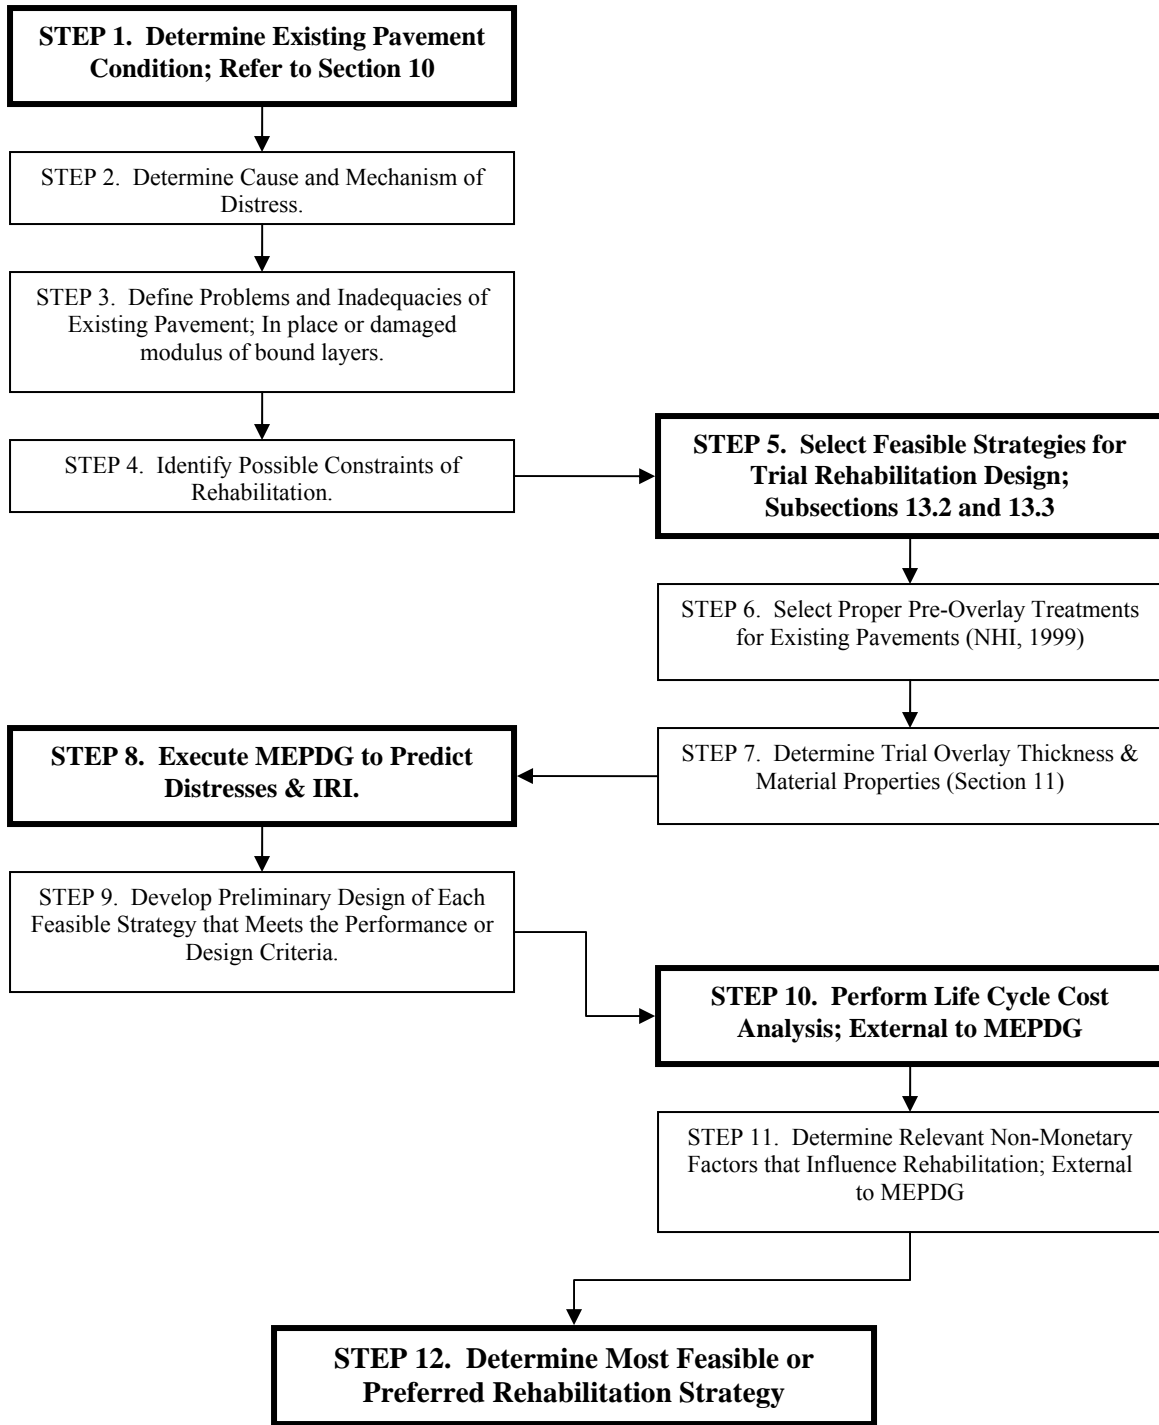 STEP 1. Determine Existing Pavement
Condition; Refer to Section 10
STEP 2. Determine Cause and Mechanism of
Distress.
STEP 3. Define Problems and Inadequacies of
Existing Pavement; In place or damaged
modulus of bound layers.
STEP 4. Identify Possible Constraints of
Rehabilitation.
STEP 5. Select Feasible Strategies for
Trial Rehabilitation Design;
Subsections 13.2 and 13.3
STEP 6. Select Proper Pre-Overlay Treatments
for Existing Pavements (NHI, 1999)
STEP 7. Determine Trial Overlay Thickness &
Material Properties (Section 11)
STEP 8. Execute MEPDG to Predict
Distresses & IRI.
STEP 9. Develop Preliminary Design of Each
Feasible Strategy that Meets the Performance or
Design Criteria.
STEP 10. Perform Life Cycle Cost
Analysis; External to MEPDG
STEP 11. Determine Relevant Non-Monetary
Factors that Influence Rehabilitation; External
to MEPDG
STEP 12. Determine Most Feasible or
Preferred Rehabilitation Strategy